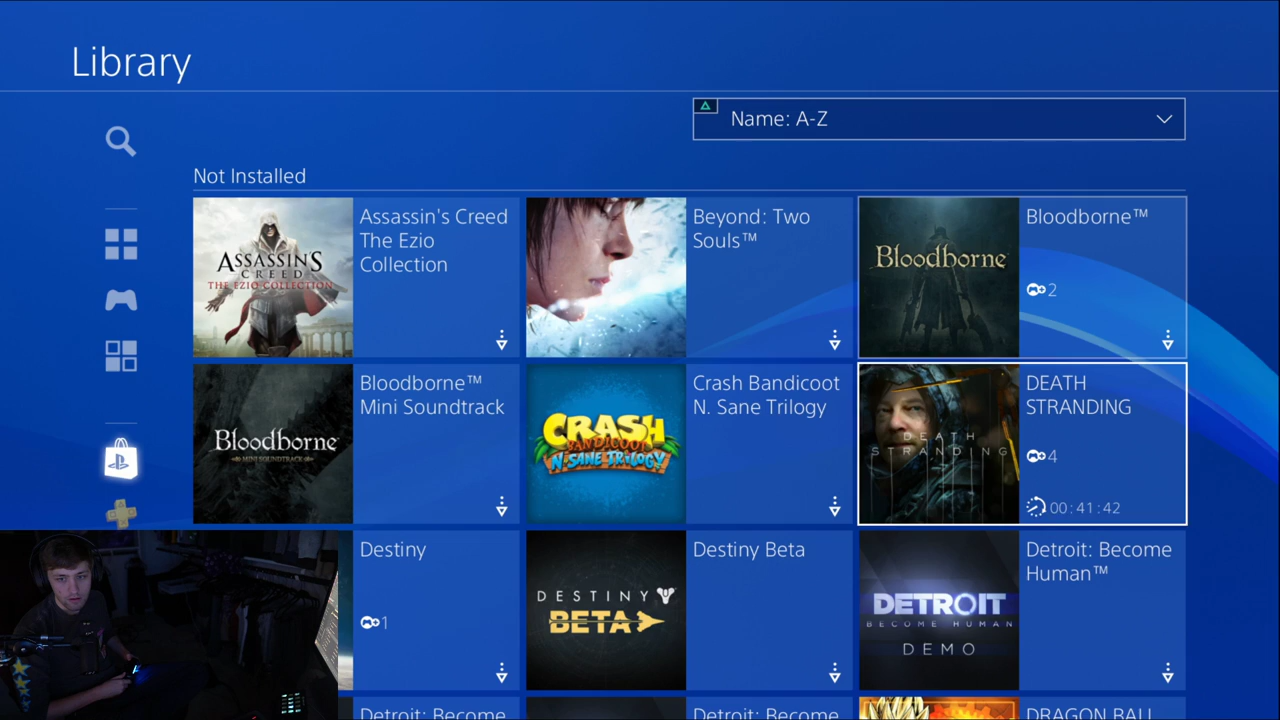 Library
Name: A-Z
Not Installed
ASSASSIN'S
CREED
THE EZIO COLLECTION
Assassin's Creed
The Ezio
Collection
Beyond: Two
Souls™
Bloodborne
Bloodborne™
2
Bloodborne
MINI SOUNDTRACK
Bloodborne™
Mini Soundtrack
CRASH
BANDICOOT
N. SANE TRILOGY
Crash Bandicoot
N. Sane Trilogy
DEATH
STRANDING
DEATH
STRANDING
4
00:41:42
Destiny
1
DESTINY
BETA
Destiny Beta
DETROIT
BECOME HUMAN
DEMO
Detroit: Become
Human™
Detroit: Become
Detroit: Become
DRAGON BALL